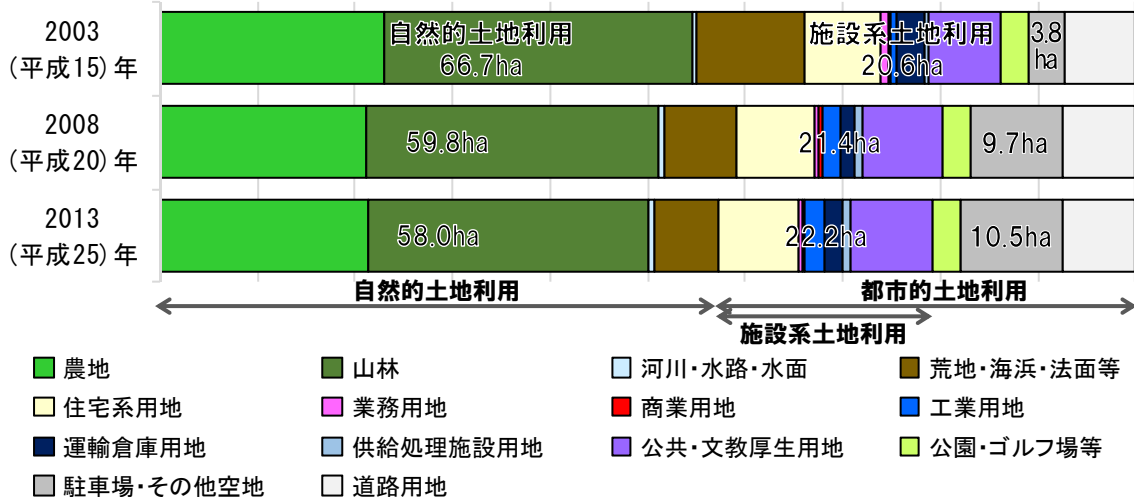 2003
(平成15)年
自然的土地利用
66.7ha
施設系土地利用
20.6ha
3.8
ha
2008
(平成20)年
59.8ha
21.4ha
9.7ha
2013
(平成25)年
58.0ha
22.2ha
10.5ha
自然的土地利用
都市的土地利用
施設系土地利用
農地
山林
河川・水路・水面
荒地・海浜・法面等
住宅系用地
業務用地
商業用地
工業用地
運輸倉庫用地
供給処理施設用地
公共・文教厚生用地
公園・ゴルフ場等
駐車場・その他空地
道路用地